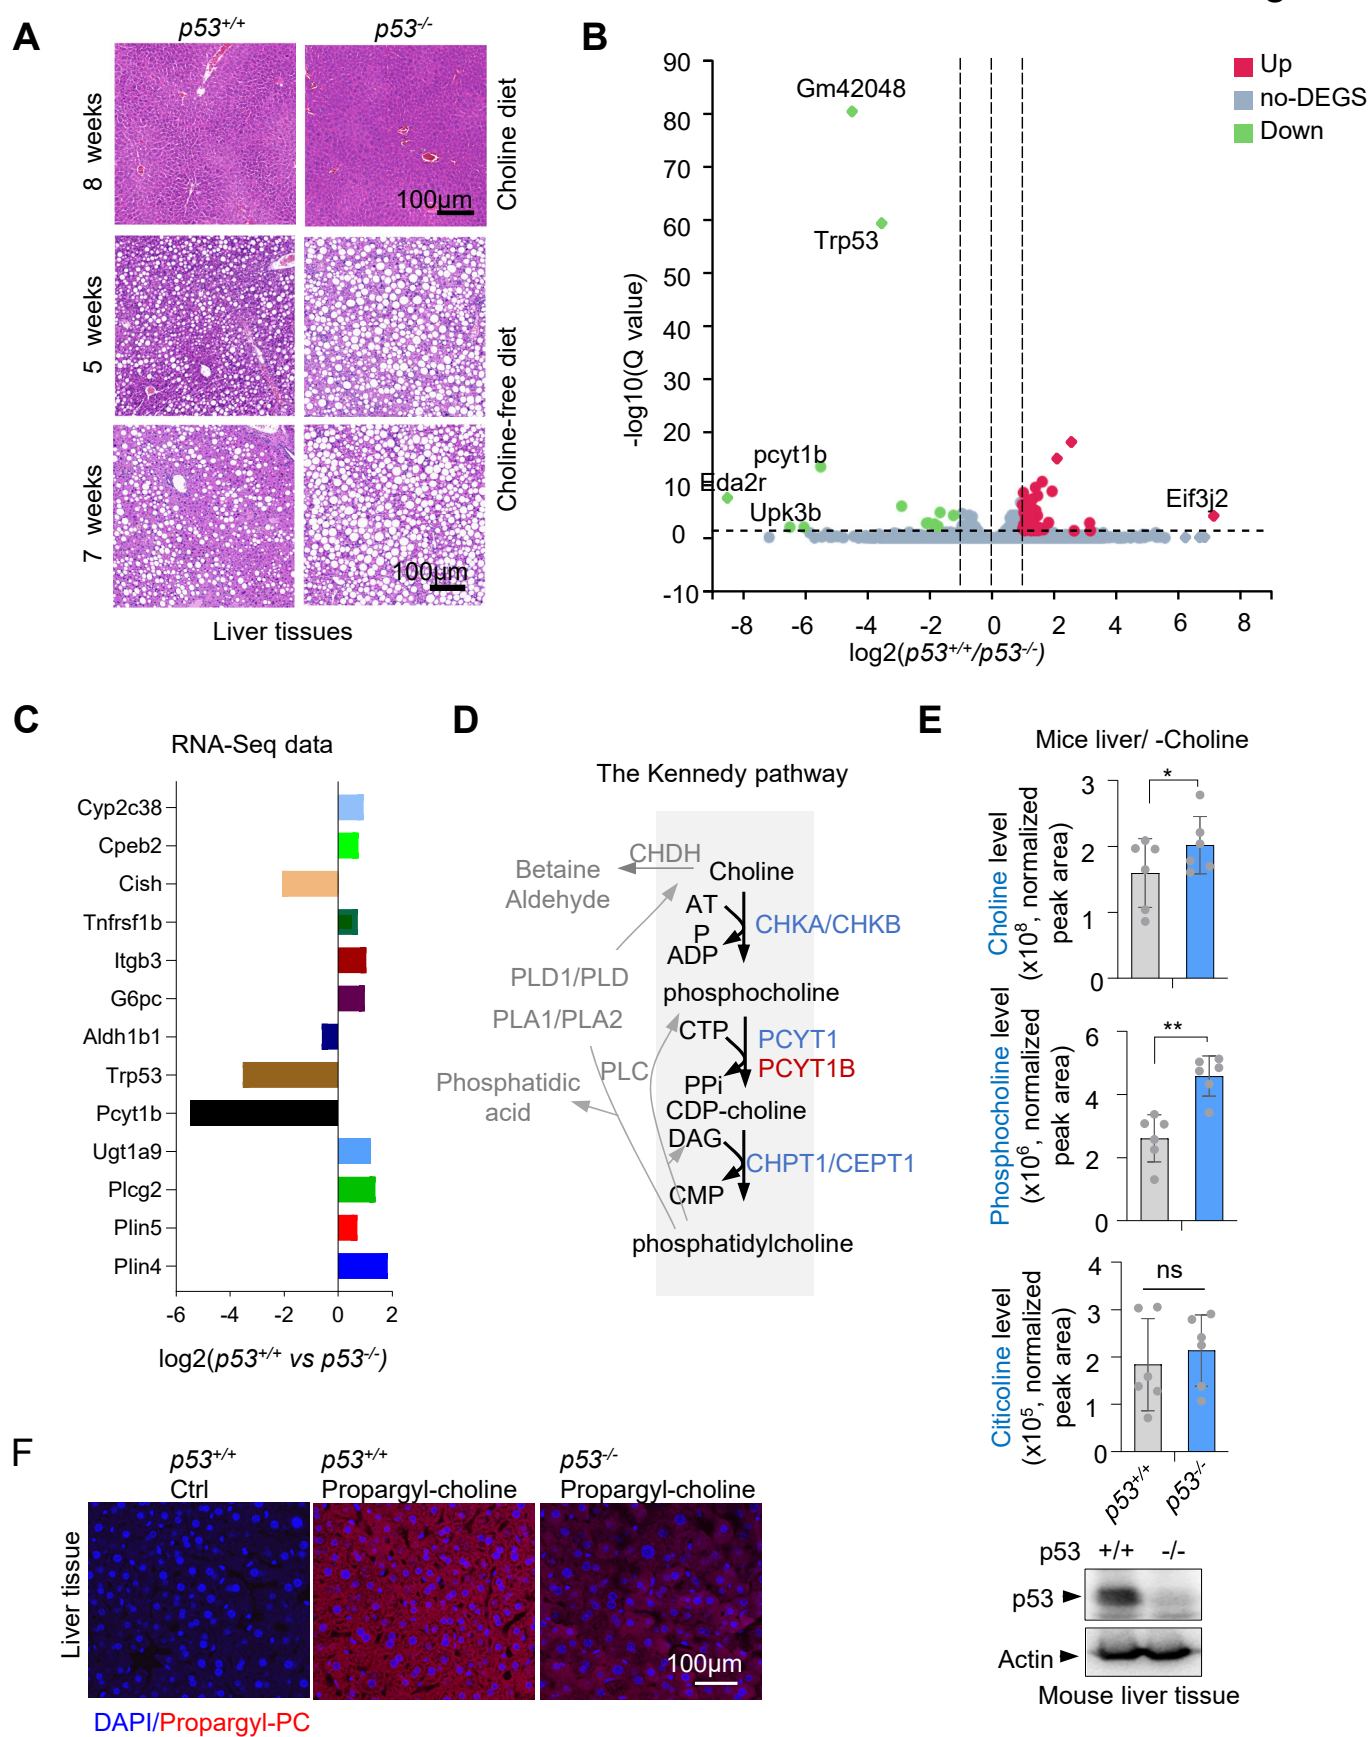 A
p53+/+
p53-/-
8 weeks
5 weeks
7 weeks
Choline diet
Choline-free diet
100μm
100μm
Liver tissues
B
Up
no-DEGS
Down
Gm42048
Trp53
pcyt1b
Eda2r
Upk3b
Eif3j2
-log10(Q value)
90
80
70
60
50
40
30
20
10
0
-10
-8 -6 -4 -2 0 2 4 6 8
log2(p53+/+/p53-/-)
C
RNA-Seq data
Cyp2c38
Cpeb2
Cish
Tnfrsf1b
Itgb3
G6pc
Aldh1b1
Trp53
Pcyt1b
Ugt1a9
Plcg2
Plin5
Plin4
-6 -4 -2 0 2
log2(p53+/+ vs p53-/-)
D
The Kennedy pathway
CHDH
Betaine
Aldehyde
Choline
AT
P
ADP
CHKA/CHKB
PLD1/PLD
phosphocholine
PLA1/PLA2
CTP
PCYT1
PCYT1B
PLC
PPi
Phosphatidic
acid
CDP-choline
DAG
CHPT1/CEPT1
CMP
phosphatidylcholine
E
Mice liver/ -Choline
Choline level
(x108, normalized
peak area)
3
2
1
0
*
Phosphocholine level
(x106, normalized
peak area)
6
4
2
0
**
Citicoline level
(x105, normalized
peak area)
4
3
2
1
0
ns
p53+/+
p53-/-
p53 +/+ -/-
p53
Actin
Mouse liver tissue
F
p53+/+
Ctrl
p53+/+
Propargyl-choline
p53-/-
Propargyl-choline
Liver tissue
100μm
DAPI/Propargyl-PC